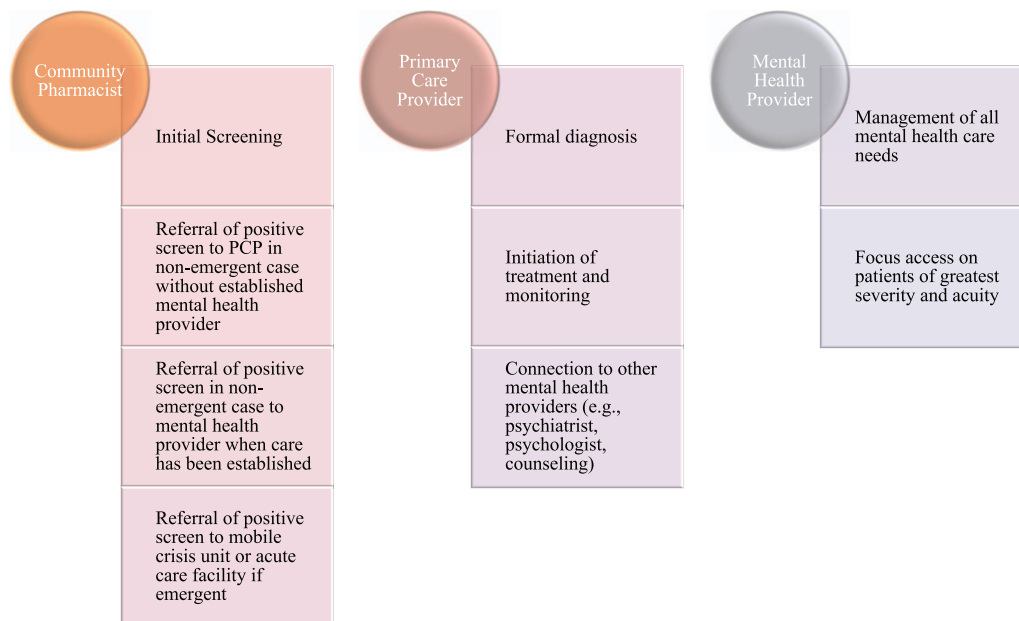 Community
Pharmacist
Initial Screening
Referral of positive
screen to PCP in
non-emergent case
without established
mental health
provider
Referral of positive
screen in non-
emergent case to
mental health
provider when care
has been established
Referral of positive
screen to mobile
crisis unit or acute
care facility if
emergent
Primary
Care
Provider
Formal diagnosis
Initiation of
treatment and
monitoring
Connection to other
mental health
providers (e.g.,
psychiatrist,
psychologist,
counseling)
Mental
Health
Provider
Management of all
mental health care
needs
Focus access on
patients of greatest
severity and acuity